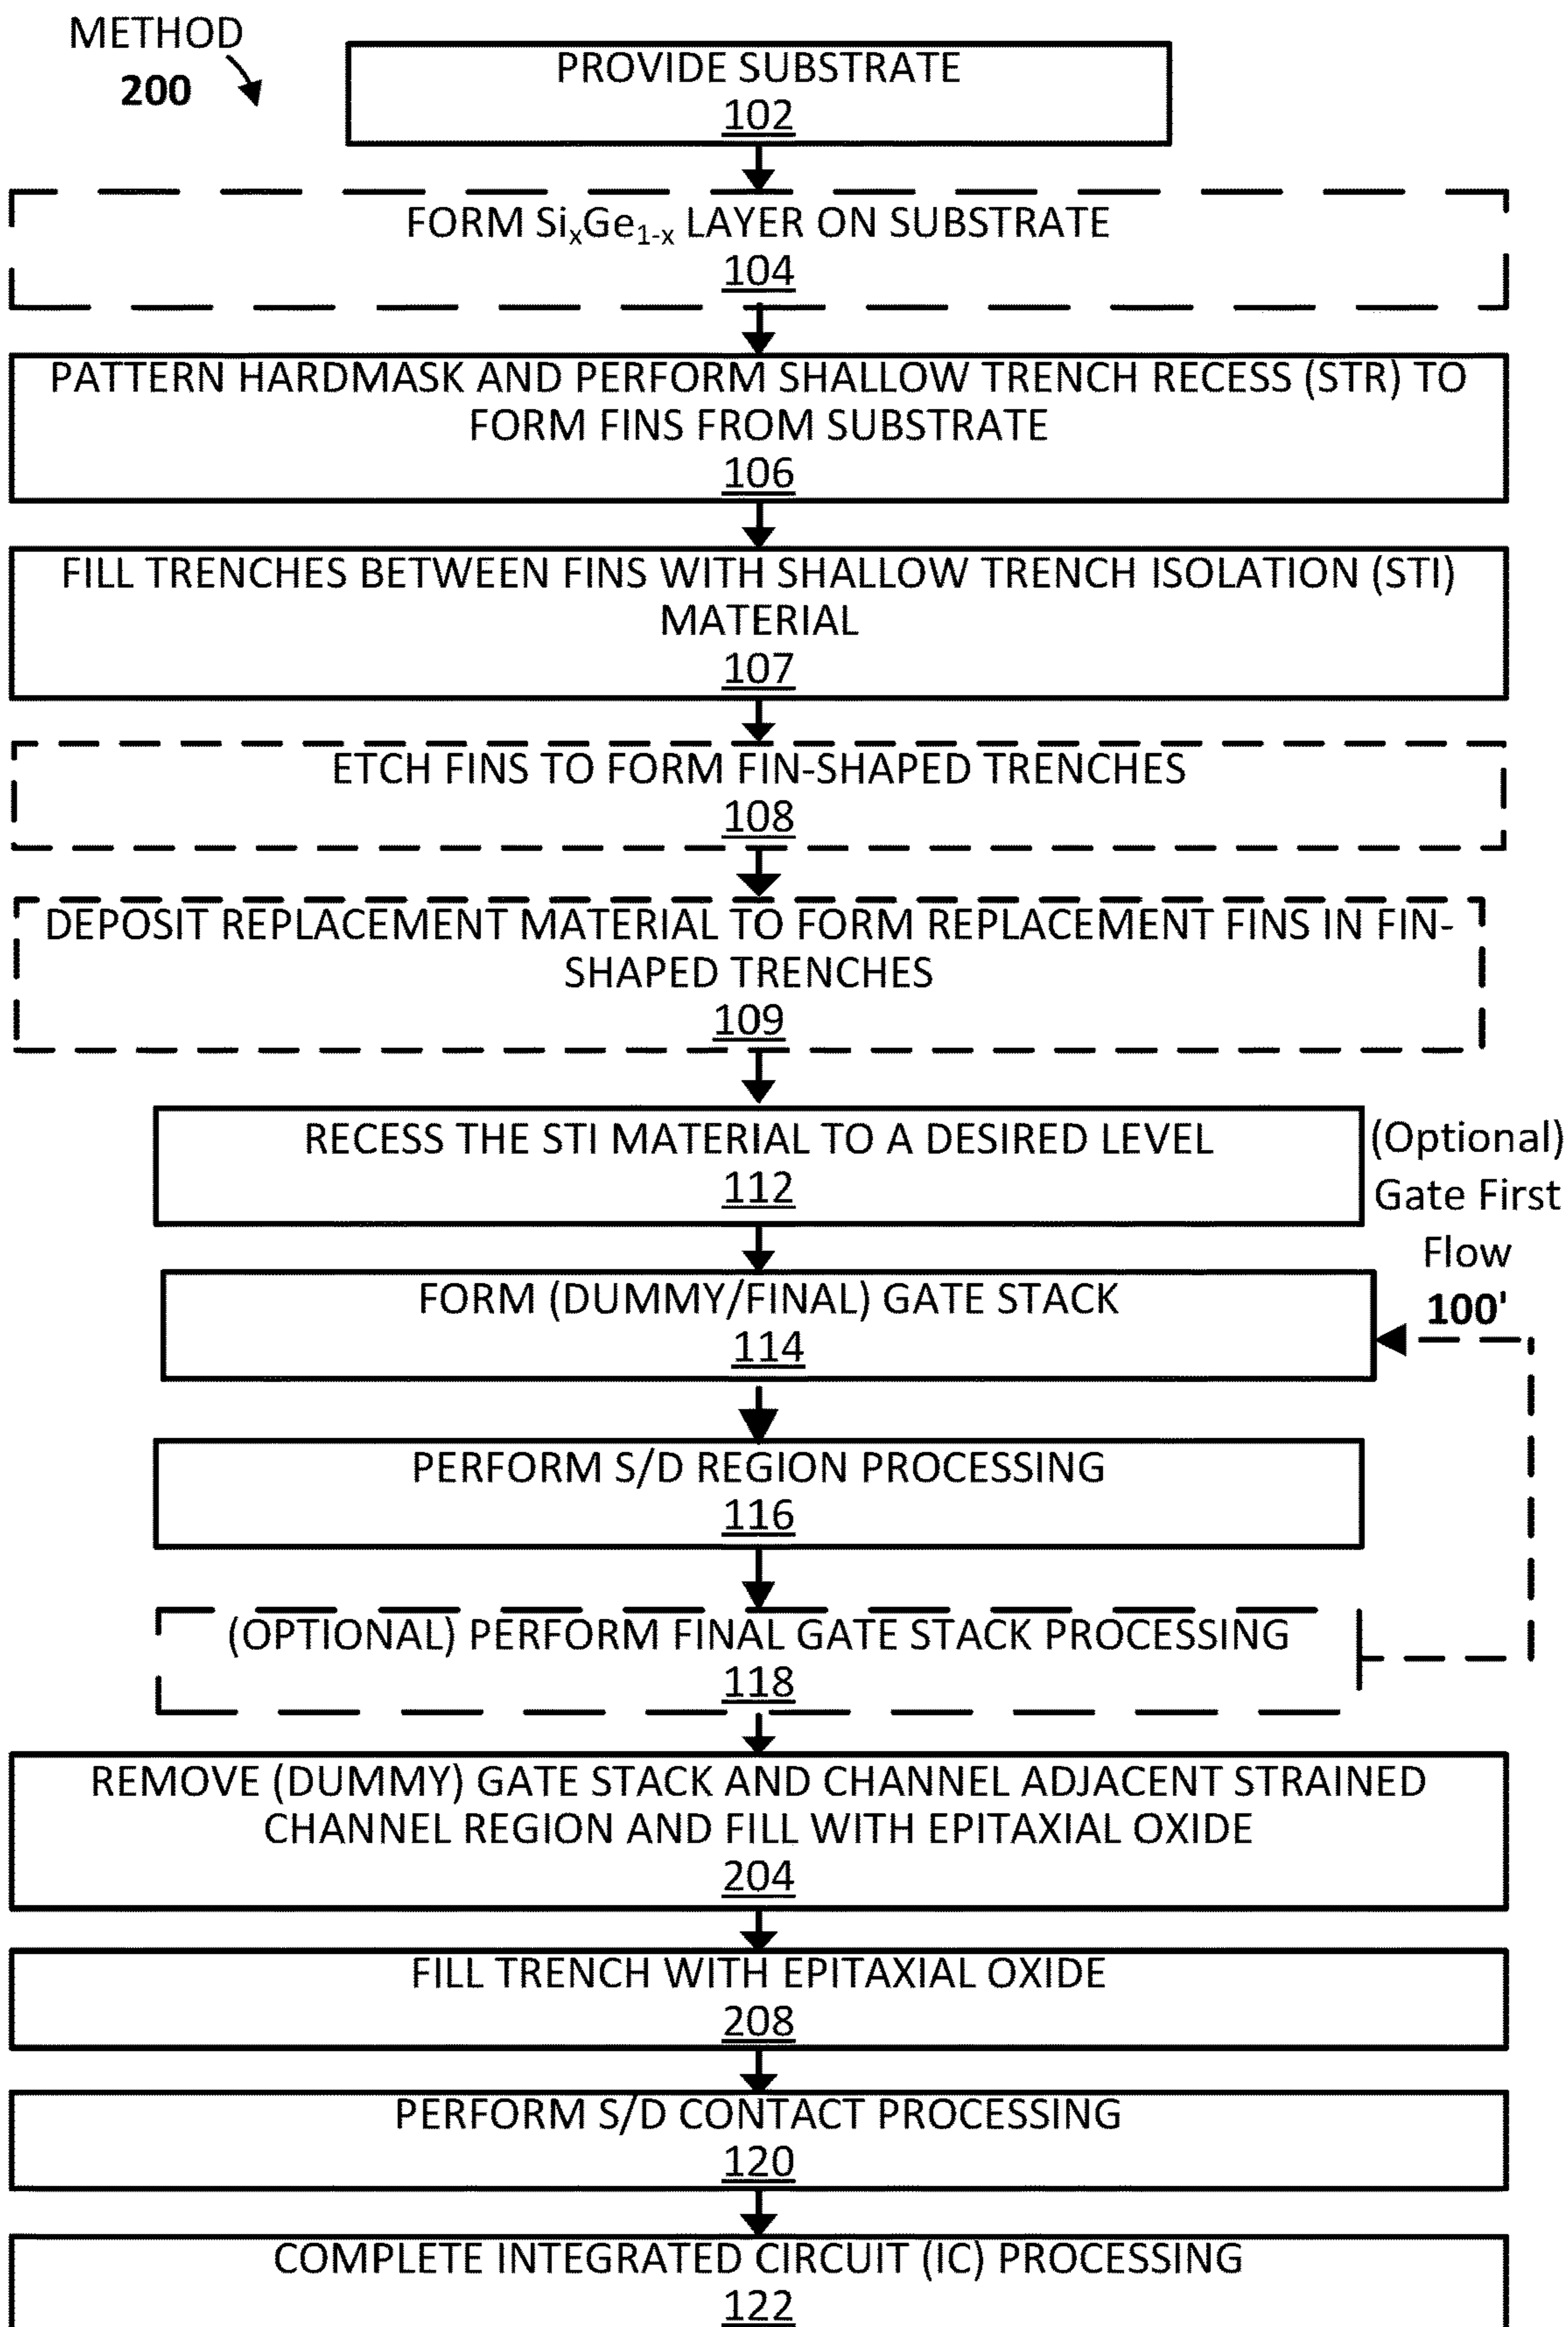 METHOD
200
PROVIDE SUBSTRATE
102
FORM SiₓGe₁₋ₓ LAYER ON SUBSTRATE
104
PATTERN HARDMASK AND PERFORM SHALLOW TRENCH RECESS (STR) TO
FORM FINS FROM SUBSTRATE
106
FILL TRENCHES BETWEEN FINS WITH SHALLOW TRENCH ISOLATION (STI)
MATERIAL
107
ETCH FINS TO FORM FIN-SHAPED TRENCHES
108
DEPOSIT REPLACEMENT MATERIAL TO FORM REPLACEMENT FINS IN FIN-
SHAPED TRENCHES
109
RECESS THE STI MATERIAL TO A DESIRED LEVEL
112
(Optional)
Gate First
Flow
100'
FORM (DUMMY/FINAL) GATE STACK
114
PERFORM S/D REGION PROCESSING
116
(OPTIONAL) PERFORM FINAL GATE STACK PROCESSING
118
REMOVE (DUMMY) GATE STACK AND CHANNEL ADJACENT STRAINED
CHANNEL REGION AND FILL WITH EPITAXIAL OXIDE
204
FILL TRENCH WITH EPITAXIAL OXIDE
208
PERFORM S/D CONTACT PROCESSING
120
COMPLETE INTEGRATED CIRCUIT (IC) PROCESSING
122